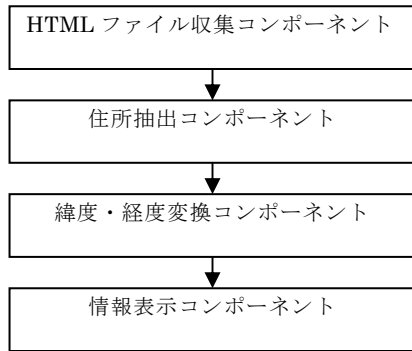 HTML ファイル収集コンポーネント
住所抽出コンポーネント
緯度・経度変換コンポーネント
情報表示コンポーネント